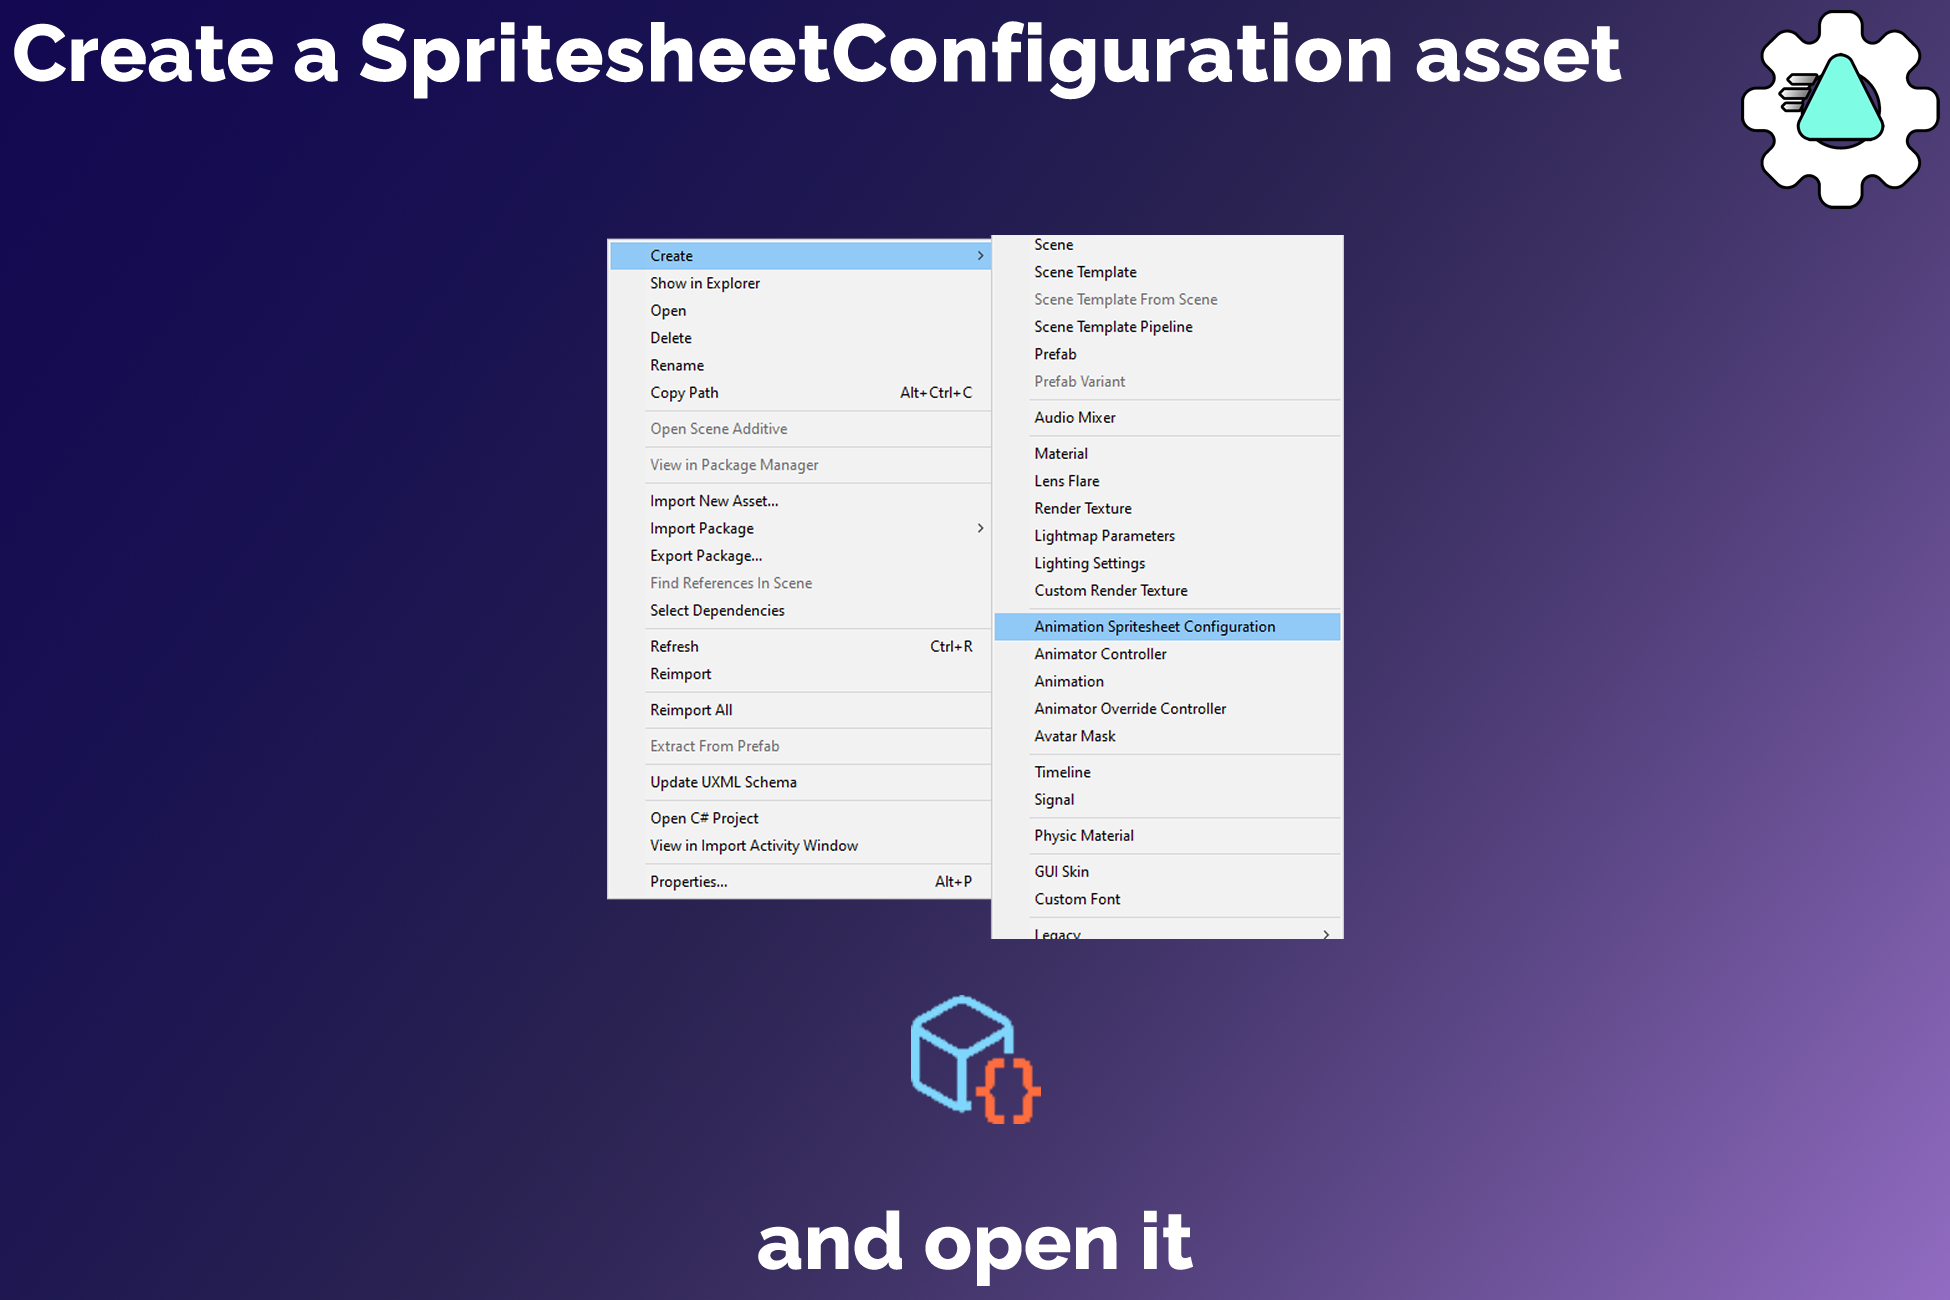 Create a SpritesheetConfiguration asset
Create
Show in Explorer
Open
Delete
Rename
Copy Path Alt+Ctrl+C
Open Scene Additive
View in Package Manager
Import New Asset...
Import Package
Export Package...
Find References In Scene
Select Dependencies
Refresh Ctrl+R
Reimport
Reimport All
Extract From Prefab
Update UXML Schema
Open C# Project
View in Import Activity Window
Properties... Alt+P
Scene
Scene Template
Scene Template From Scene
Scene Template Pipeline
Prefab
Prefab Variant
Audio Mixer
Material
Lens Flare
Render Texture
Lightmap Parameters
Lighting Settings
Custom Render Texture
Animation Spritesheet Configuration
Animator Controller
Animation
Animator Override Controller
Avatar Mask
Timeline
Signal
Physic Material
GUI Skin
Custom Font
Legacy
and open it